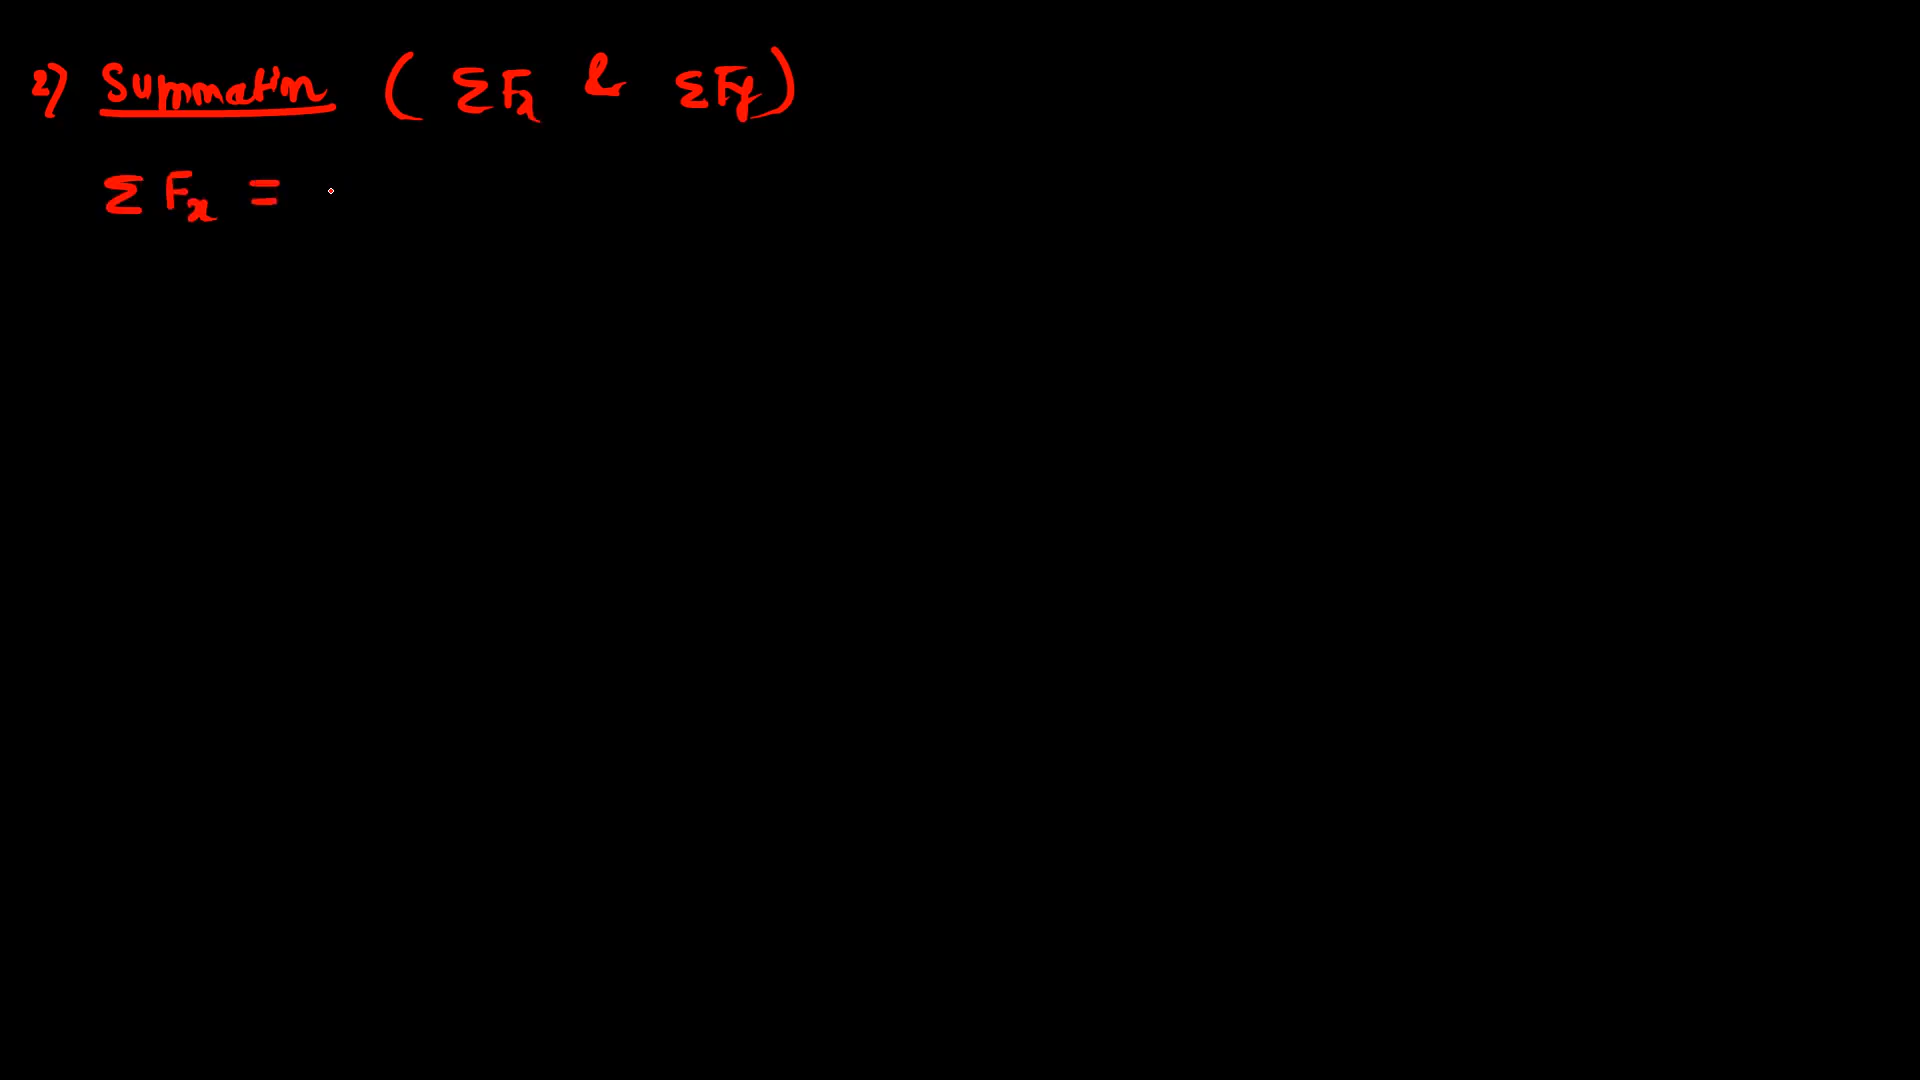 2) Summation ( ΣFx & ΣFy )
ΣFx =